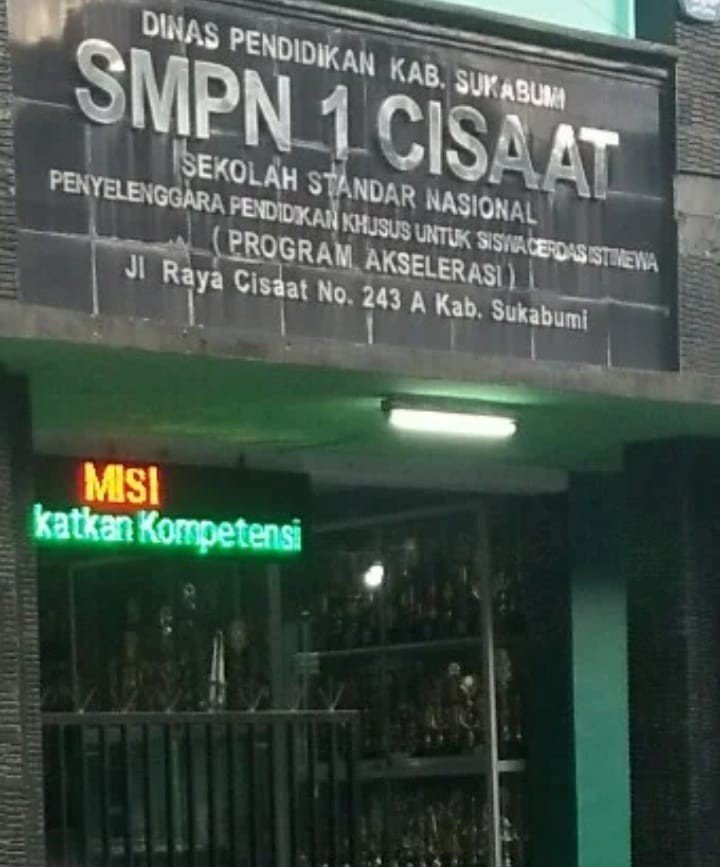 DINAS PENDIDIKAN KAB. SUKABUMI
SMPN 1 CISAAT
SEKOLAH STANDAR NASIONAL
PENYELENGGARA PENDIDIKAN KHUSUS UNTUK SISWA CERDAS ISTIMEWA
( PROGRAM AKSELERASI )
Jl Raya Cisaat No. 243 A Kab. Sukabumi
MISI
katkan Kompetensi